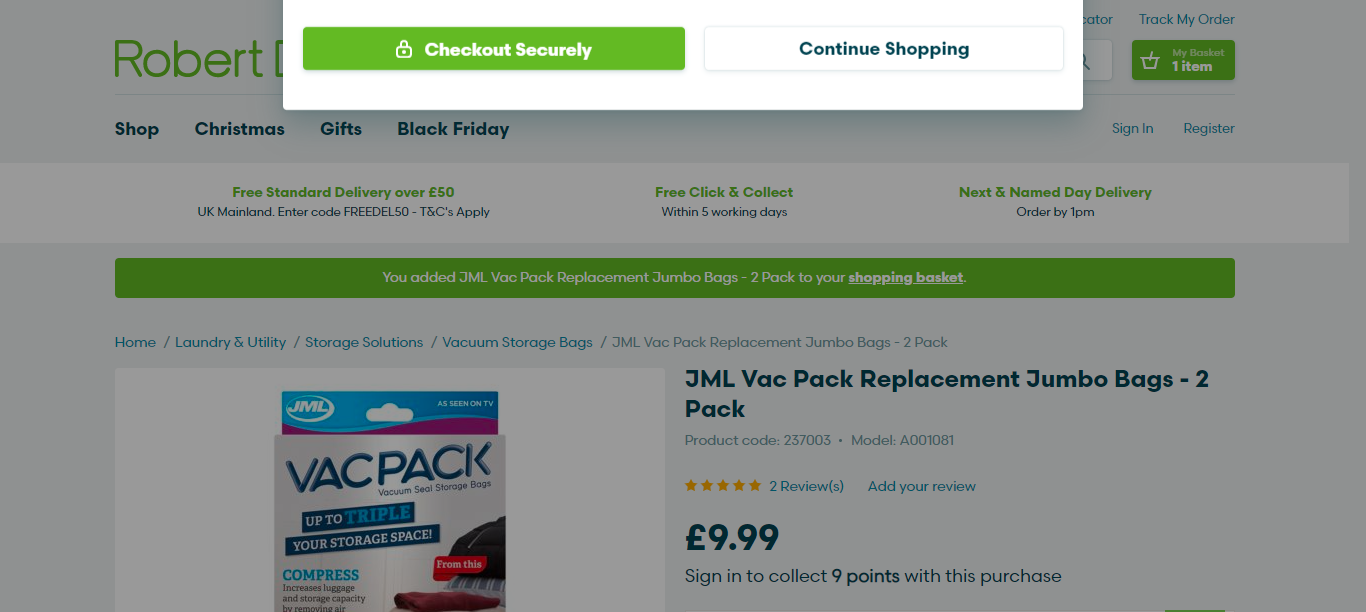 cator
Track My Order
Checkout Securely
Continue Shopping
Robert
My Basket
1 item
Shop
Christmas
Gifts
Black Friday
Sign In
Register
Free Standard Delivery over £50
UK Mainland. Enter code FREEDEL50 - T&C's Apply
Free Click & Collect
Within 5 working days
Next & Named Day Delivery
Order by 1pm
You added JML Vac Pack Replacement Jumbo Bags - 2 Pack to your shopping basket.
Home / Laundry & Utility / Storage Solutions / Vacuum Storage Bags / JML Vac Pack Replacement Jumbo Bags - 2 Pack
JML
AS SEEN ON TV
VACPACK
Vacuum Seal Storage Bags
UP TO TRIPLE
YOUR STORAGE SPACE!
From this
COMPRESS
Increases luggage
and storage capacity
by removing air
JML Vac Pack Replacement Jumbo Bags - 2
Pack
Product code: 237003 • Model: A001081
2 Review(s)
Add your review
£9.99
Sign in to collect 9 points with this purchase